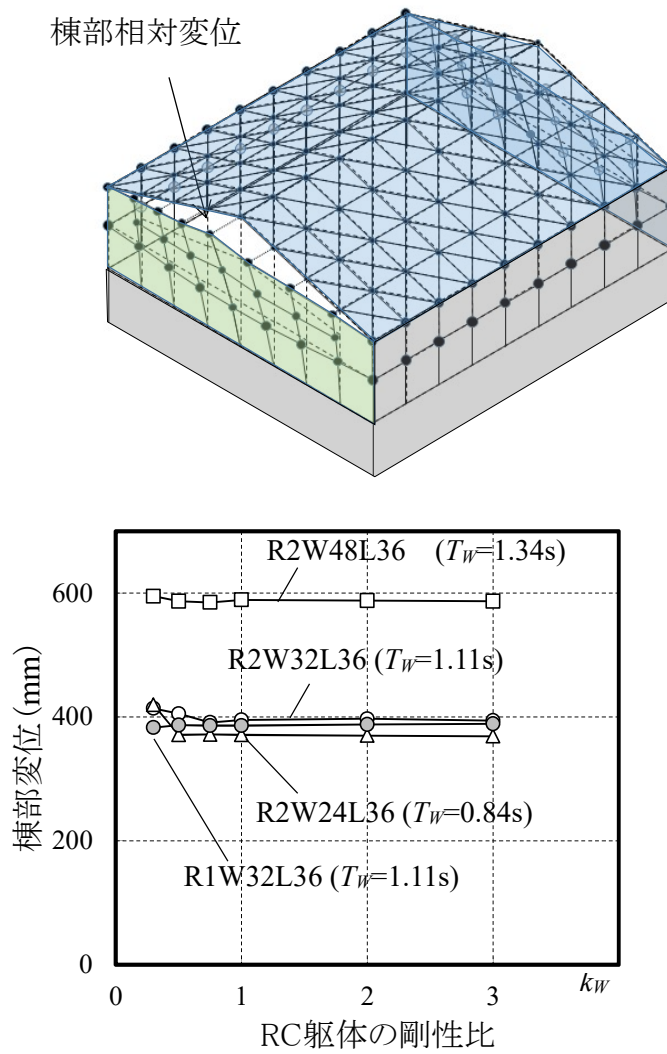 棟部相対変位
R2W48L36 (TW=1.34s)
600
R2W32L36 (TW=1.11s)
400
R2W24L36 (TW=0.84s)
200
R1W32L36 (TW=1.11s)
0
棟部変位 (mm)
0 1 2 3 kW
RC躯体の剛性比